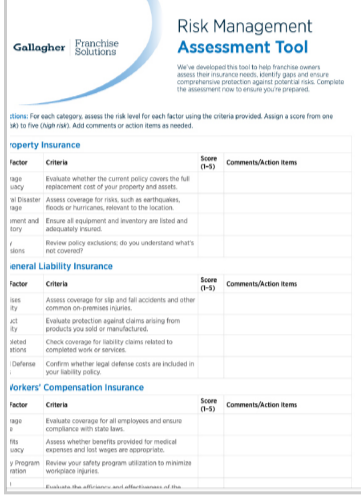 Risk Management
Gallagher | Franchise Solutions
Assessment Tool
We've developed this tool to help franchise owners
assess their insurance needs, identify gaps and ensure
comprehensive protection against potential risks. Complete
the assessment now to ensure you're prepared.
ctions: For each category, assess the risk level for each factor using the criteria provided. Assign a score from one
sk) to five (high risk). Add comments or action items as needed.
operty Insurance
Factor Criteria Score (1–5) Comments/Action Items
rage Evaluate whether the current policy covers the full
uacy replacement cost of your property and assets.
al Disaster Assess coverage for risks, such as earthquakes,
rage floods or hurricanes, relevant to the location.
ment and Ensure all equipment and inventory are listed and
tory adequately insured.
y Review policy exclusions; do you understand what's
sions not covered?
eneral Liability Insurance
Factor Criteria Score (1–5) Comments/Action Items
ises Assess coverage for slip and fall accidents and other
ity common on-premises injuries.
uct Evaluate protection against claims arising from
ity products you sold or manufactured.
pleted Check coverage for liability claims related to
ations completed work or services.
Defense Confirm whether legal defense costs are included in
your liability policy.
Workers' Compensation Insurance
Factor Criteria Score (1–5) Comments/Action Items
rage Evaluate coverage for all employees and ensure
e compliance with state laws.
fits Assess whether benefits provided for medical
uacy expenses and lost wages are appropriate.
y Program Review your safety program utilization to minimize
ration workplace injuries.
Evaluate the efficiency and effectiveness of the